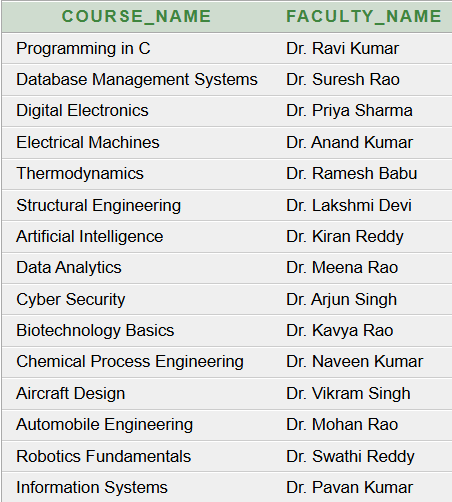 COURSE_NAME FACULTY_NAME
Programming in C Dr. Ravi Kumar
Database Management Systems Dr. Suresh Rao
Digital Electronics Dr. Priya Sharma
Electrical Machines Dr. Anand Kumar
Thermodynamics Dr. Ramesh Babu
Structural Engineering Dr. Lakshmi Devi
Artificial Intelligence Dr. Kiran Reddy
Data Analytics Dr. Meena Rao
Cyber Security Dr. Arjun Singh
Biotechnology Basics Dr. Kavya Rao
Chemical Process Engineering Dr. Naveen Kumar
Aircraft Design Dr. Vikram Singh
Automobile Engineering Dr. Mohan Rao
Robotics Fundamentals Dr. Swathi Reddy
Information Systems Dr. Pavan Kumar